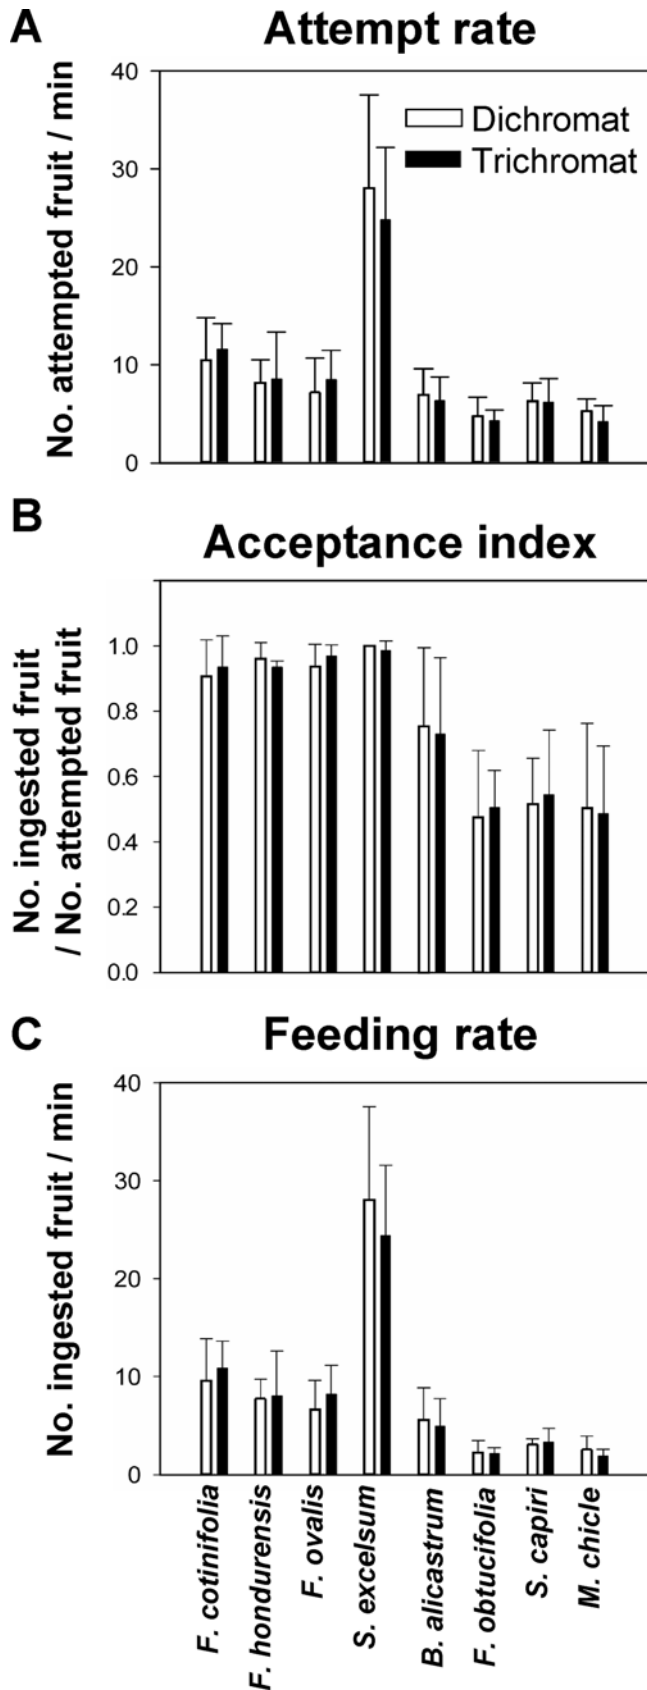 A
Attempt rate
No. attempted fruit / min
40
30
20
10
0
Dichromat
Trichromat
B
Acceptance index
No. ingested fruit
/ No. attempted fruit
1.0
0.8
0.6
0.4
0.2
0.0
C
Feeding rate
No. ingested fruit / min
40
30
20
10
0
F. cotinifolia
F. hondurensis
F. ovalis
S. excelsum
B. alicastrum
F. obtucifolia
S. capiri
M. chicle